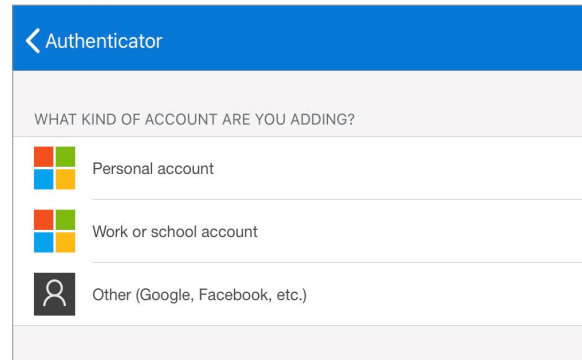 Authenticator
WHAT KIND OF ACCOUNT ARE YOU ADDING?
Personal account
Work or school account
Other (Google, Facebook, etc.)